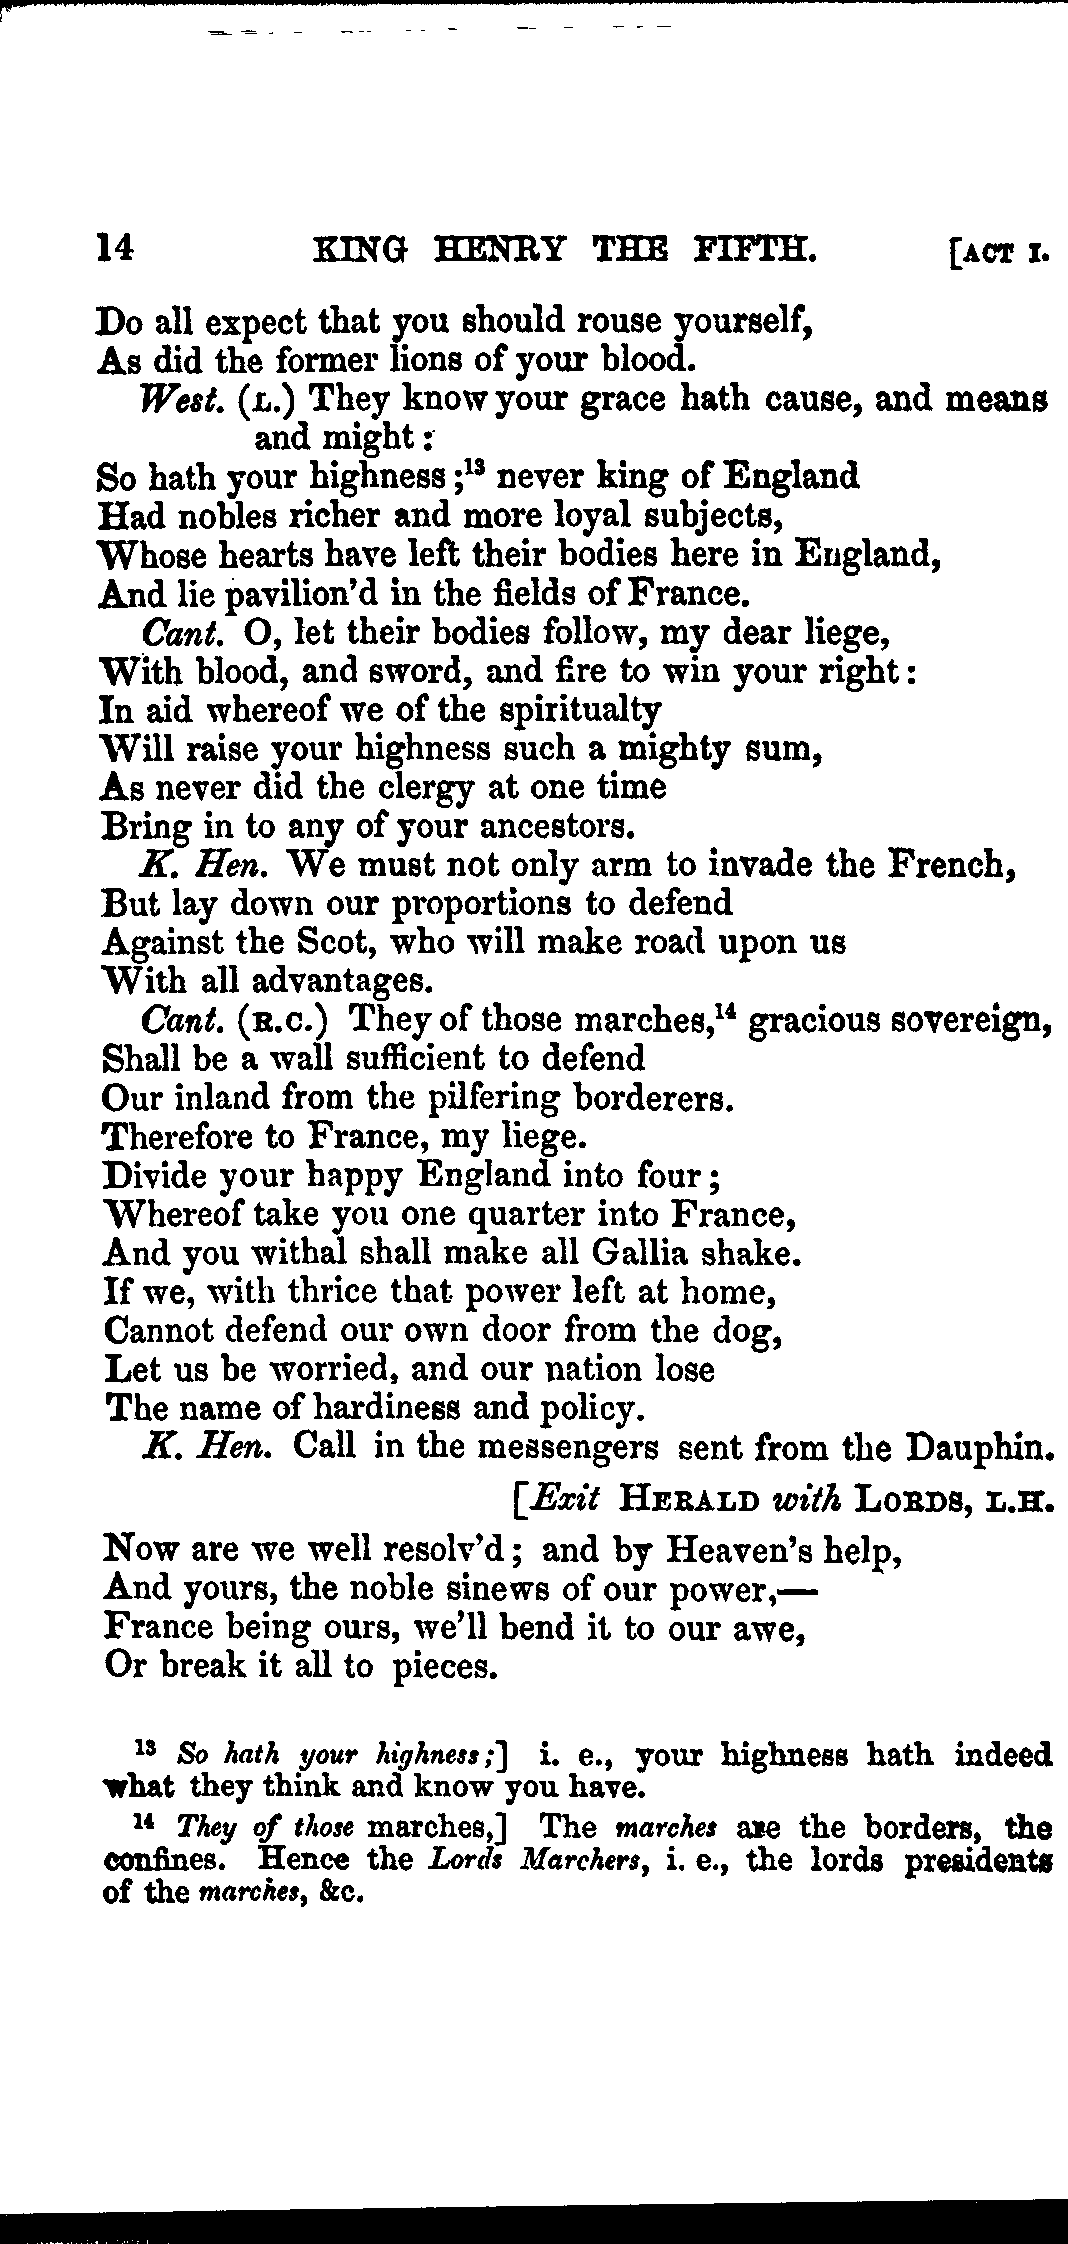 14 KING HENRY THE FIFTH. [ACT I.
Do all expect that you should rouse yourself,
As did the former lions of your blood.
West. (L.) They know your grace hath cause, and means
and might:
So hath your highness;¹³ never king of England
Had nobles richer and more loyal subjects,
Whose hearts have left their bodies here in England,
And lie pavilion'd in the fields of France.
Cant. O, let their bodies follow, my dear liege,
With blood, and sword, and fire to win your right:
In aid whereof we of the spiritualty
Will raise your highness such a mighty sum,
As never did the clergy at one time
Bring in to any of your ancestors.
K. Hen. We must not only arm to invade the French,
But lay down our proportions to defend
Against the Scot, who will make road upon us
With all advantages.
Cant. (R.C.) They of those marches,¹⁴ gracious sovereign,
Shall be a wall sufficient to defend
Our inland from the pilfering borderers.
Therefore to France, my liege.
Divide your happy England into four;
Whereof take you one quarter into France,
And you withal shall make all Gallia shake.
If we, with thrice that power left at home,
Cannot defend our own door from the dog,
Let us be worried, and our nation lose
The name of hardiness and policy.
K. Hen. Call in the messengers sent from the Dauphin.
[Exit HERALD with LORDS, L.H.
Now are we well resolv'd; and by Heaven's help,
And yours, the noble sinews of our power,—
France being ours, we'll bend it to our awe,
Or break it all to pieces.
¹³ So hath your highness;] i. e., your highness hath indeed
what they think and know you have.
¹⁴ They of those marches,] The marches are the borders, the
confines. Hence the Lords Marchers, i. e., the lords presidents
of the marches, &c.